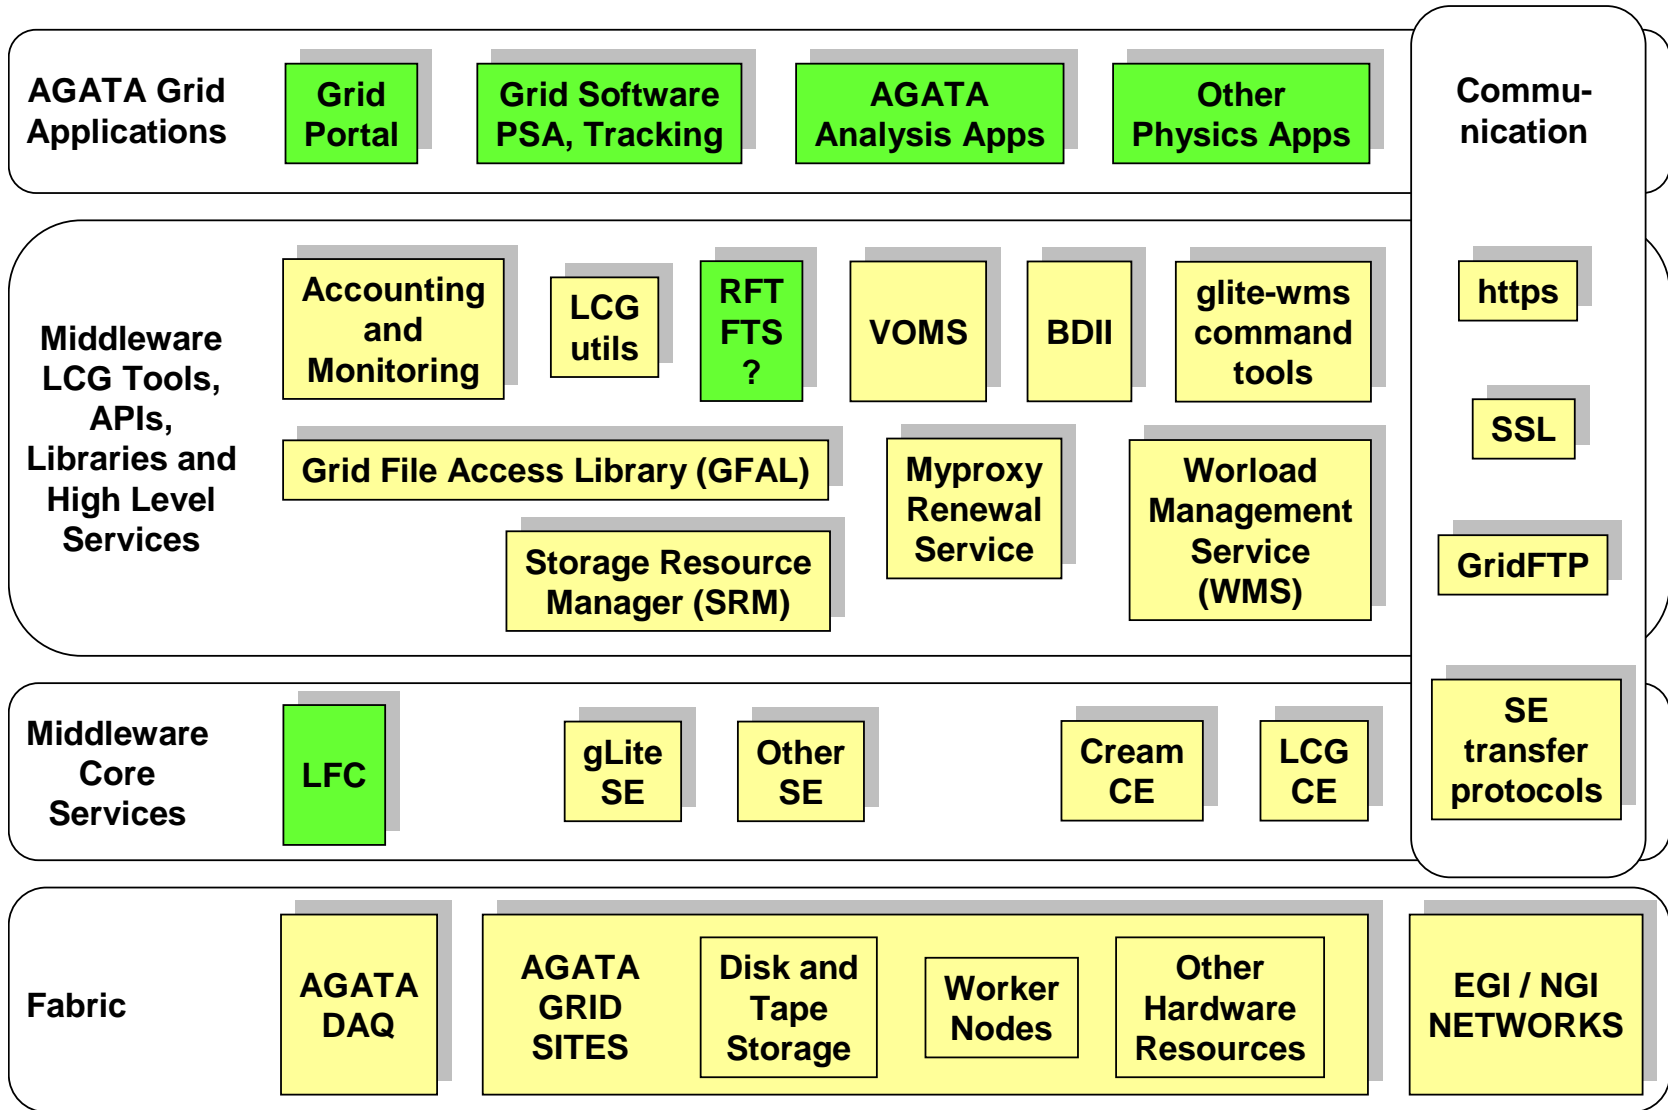 AGATA Grid
Applications
Grid
Portal
Grid Software
PSA, Tracking
AGATA
Analysis Apps
Other
Physics Apps
Commu-
nication
Middleware
LCG Tools,
APIs,
Libraries and
High Level
Services
Accounting
and
Monitoring
LCG
utils
RFT
FTS
?
VOMS
BDII
glite-wms
command
tools
https
SSL
Grid File Access Library (GFAL)
Myproxy
Renewal
Service
Worload
Management
Service
(WMS)
Storage Resource
Manager (SRM)
GridFTP
Middleware
Core
Services
LFC
gLite
SE
Other
SE
Cream
CE
LCG
CE
SE
transfer
protocols
Fabric
AGATA
DAQ
AGATA
GRID
SITES
Disk and
Tape
Storage
Worker
Nodes
Other
Hardware
Resources
EGI / NGI
NETWORKS